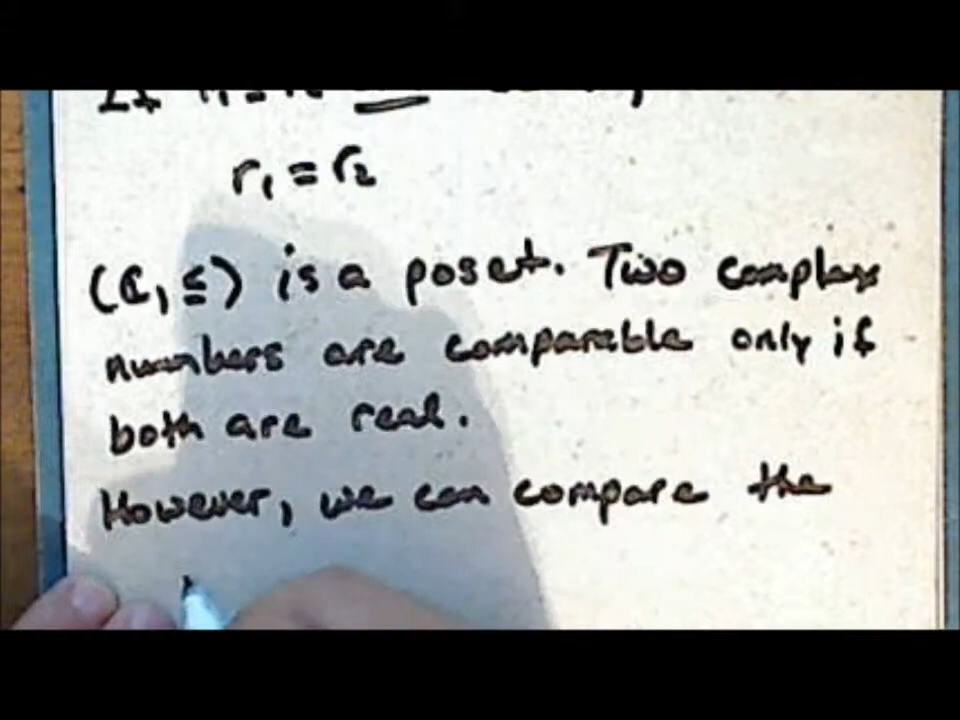 If
r₁ = r₂
(ℂ, ≤) is a poset. Two complex
numbers are comparable only if
both are real.
However, we can compare the